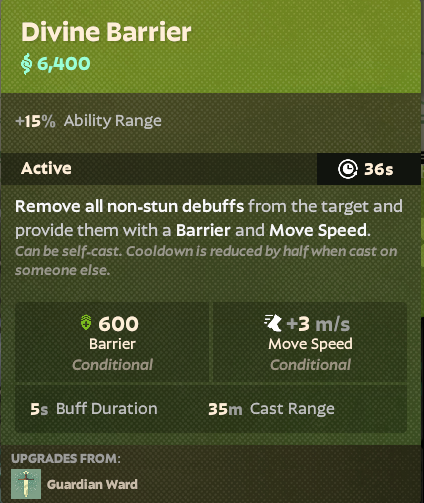 Divine Barrier
6,400
+15% Ability Range
Active 36s
Remove all non-stun debuffs from the target and
provide them with a Barrier and Move Speed.
Can be self-cast. Cooldown is reduced by half when cast on
someone else.
600 +3 m/s
Barrier Move Speed
Conditional Conditional
5s Buff Duration 35m Cast Range
UPGRADES FROM:
Guardian Ward